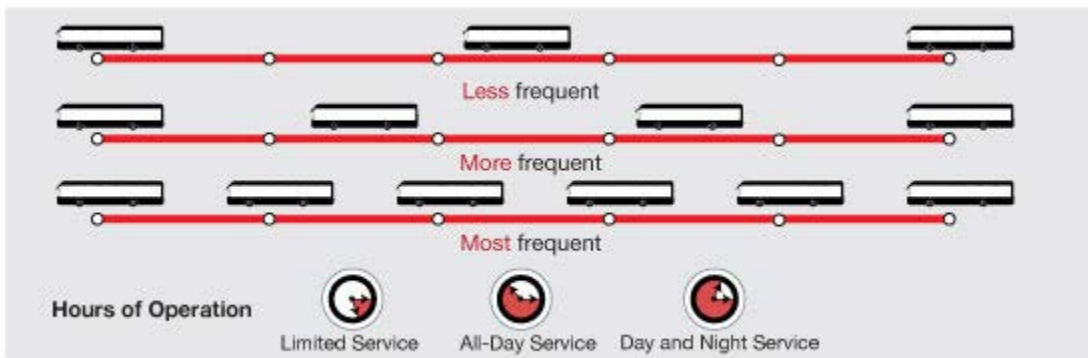 Less frequent
More frequent
Most frequent
Hours of Operation
Limited Service
All-Day Service
Day and Night Service